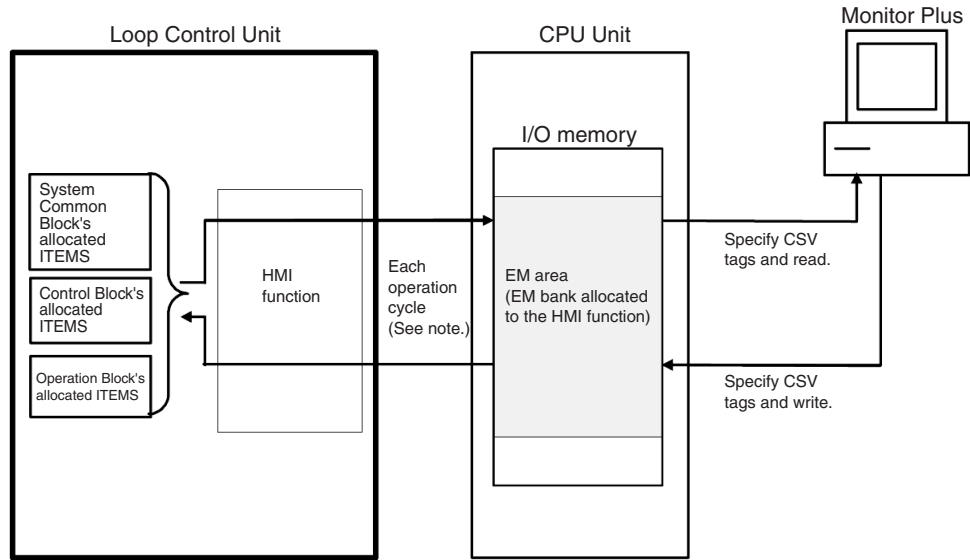 Loop Control Unit
CPU Unit
Monitor Plus
I/O memory
System
Common
Block's
allocated
ITEMS
Control Block's
allocated
ITEMS
Operation Block's
allocated ITEMS
HMI
function
Each
operation
cycle
(See note.)
EM area
(EM bank allocated
to the HMI function)
Specify CSV
tags and read.
Specify CSV
tags and write.